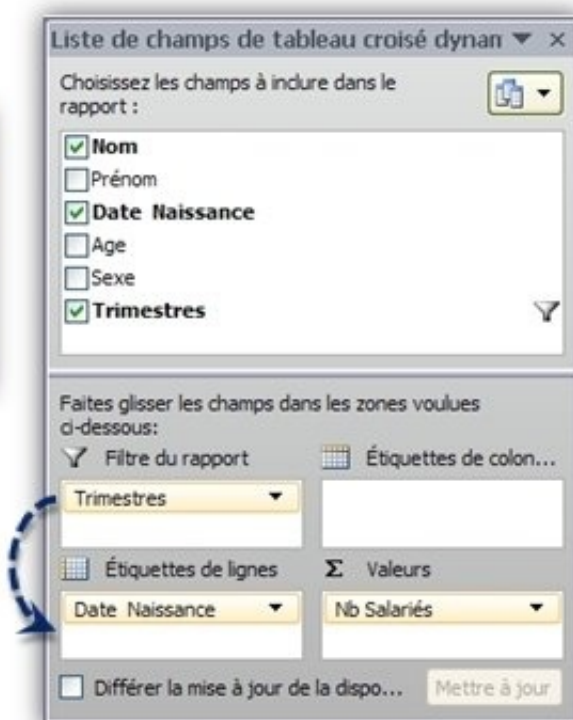 Liste de champs de tableau croisé dynan
Choisissez les champs à inclure dans le
rapport :
Nom
Prénom
Date Naissance
Age
Sexe
Trimestres
Faites glisser les champs dans les zones voulues
ci-dessous:
Filtre du rapport
Étiquettes de colon...
Trimestres
Étiquettes de lignes
Σ Valeurs
Date Naissance
Nb Salariés
Différer la mise à jour de la dispo...
Mettre à jour